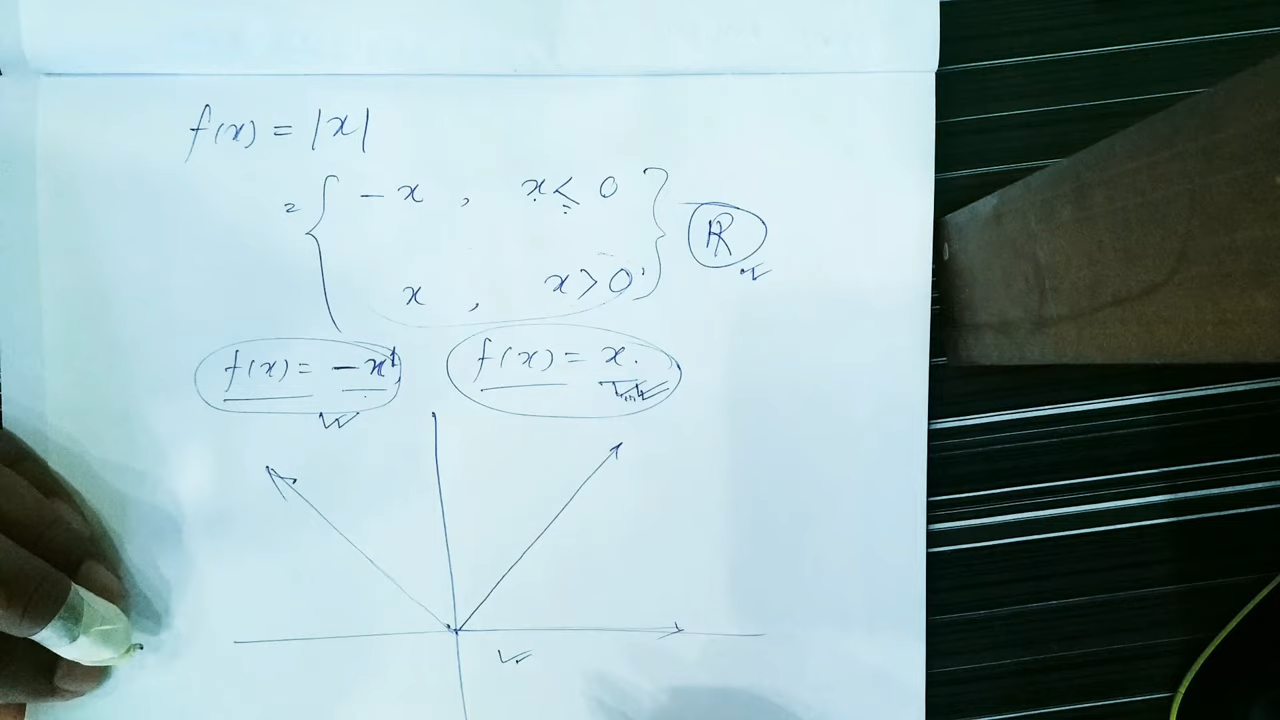 f(x) = |x|
= { -x , x ≤ 0 } ℝ
x , x > 0
f(x) = -x f(x) = x.